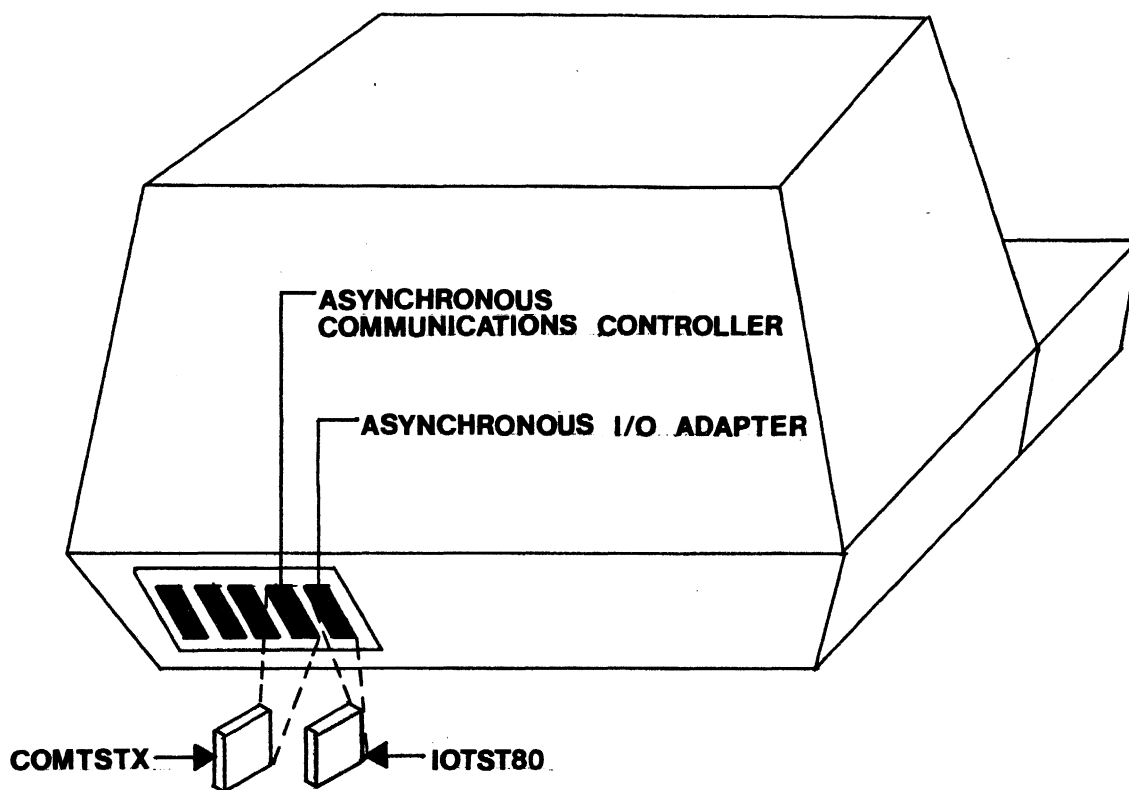 ASYNCHRONOUS
COMMUNICATIONS CONTROLLER
ASYNCHRONOUS I/O ADAPTER
COMTSTX
IOTST80